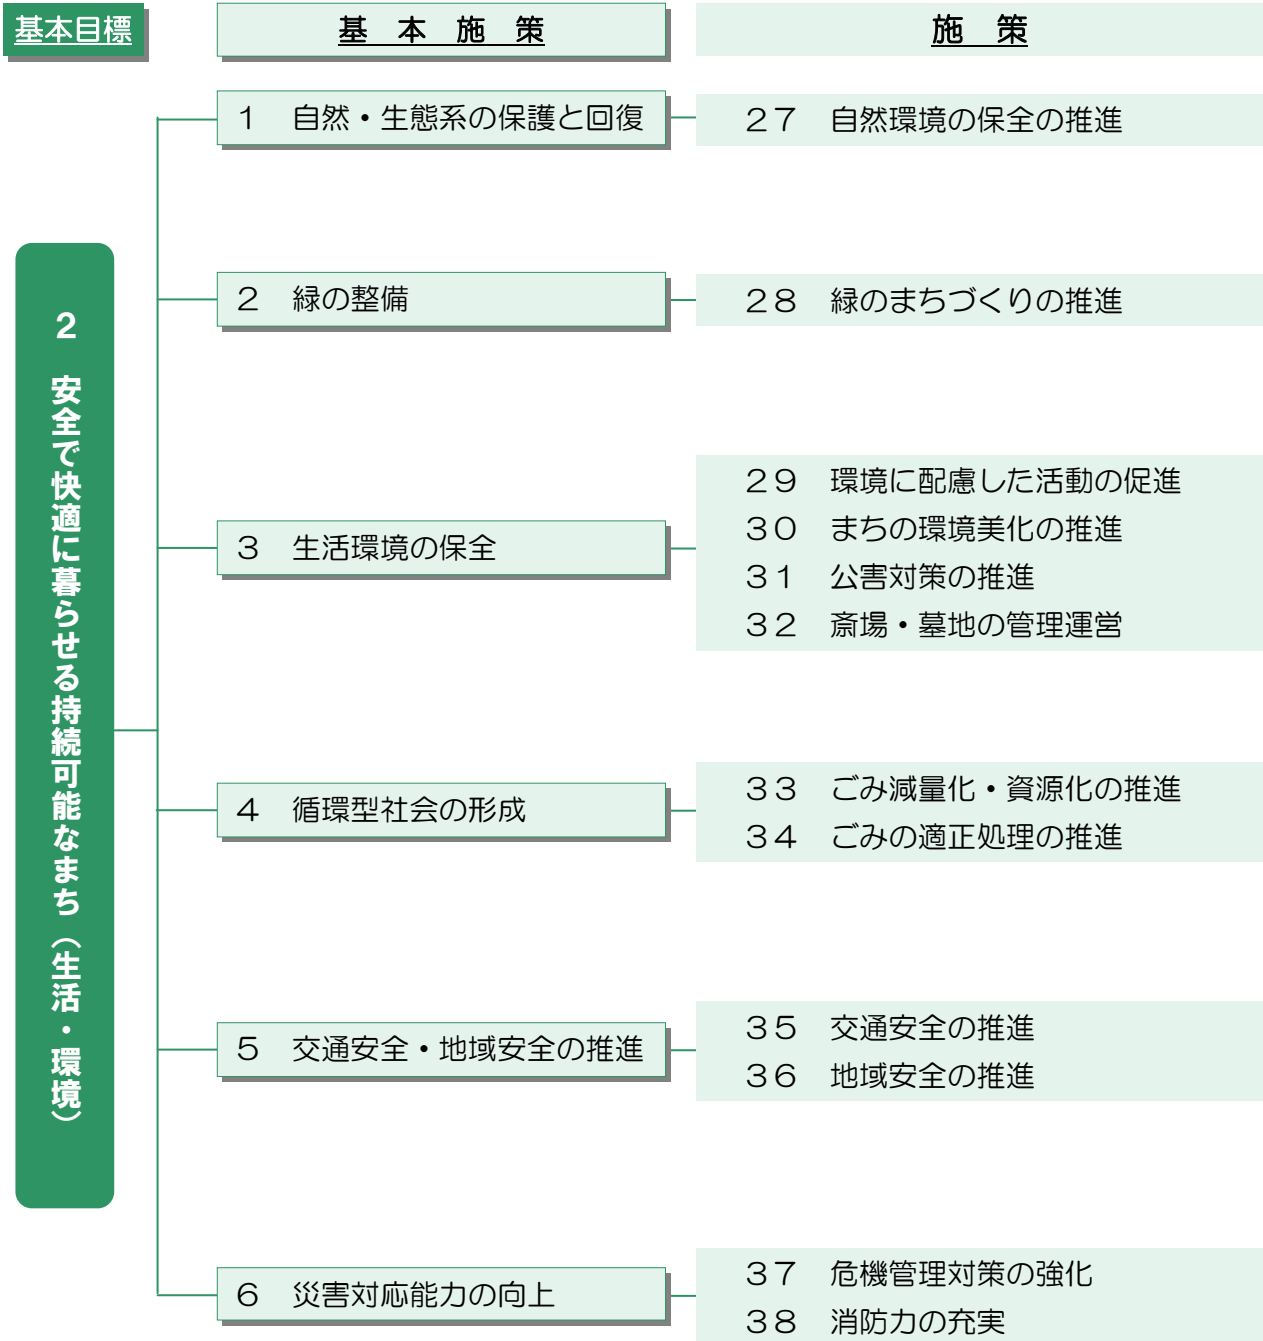 基本目標
基　本　施　策
施　策
２　安全で快適に暮らせる持続可能なまち（生活・環境）
１　自然・生態系の保護と回復
２７　自然環境の保全の推進
２　緑の整備
２８　緑のまちづくりの推進
３　生活環境の保全
２９　環境に配慮した活動の促進
３０　まちの環境美化の推進
３１　公害対策の推進
３２　斎場・墓地の管理運営
４　循環型社会の形成
３３　ごみ減量化・資源化の推進
３４　ごみの適正処理の推進
５　交通安全・地域安全の推進
３５　交通安全の推進
３６　地域安全の推進
６　災害対応能力の向上
３７　危機管理対策の強化
３８　消防力の充実